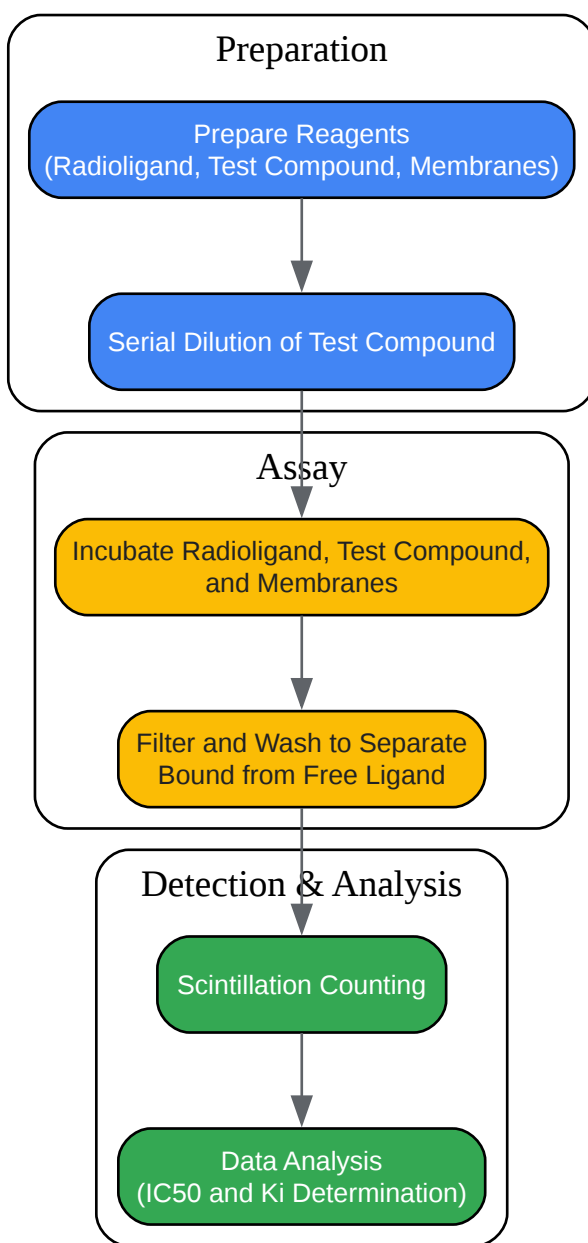 Preparation
Prepare Reagents
(Radioligand, Test Compound, Membranes)
Serial Dilution of Test Compound
Assay
Incubate Radioligand, Test Compound,
and Membranes
Filter and Wash to Separate
Bound from Free Ligand
Detection & Analysis
Scintillation Counting
Data Analysis
(IC50 and Ki Determination)